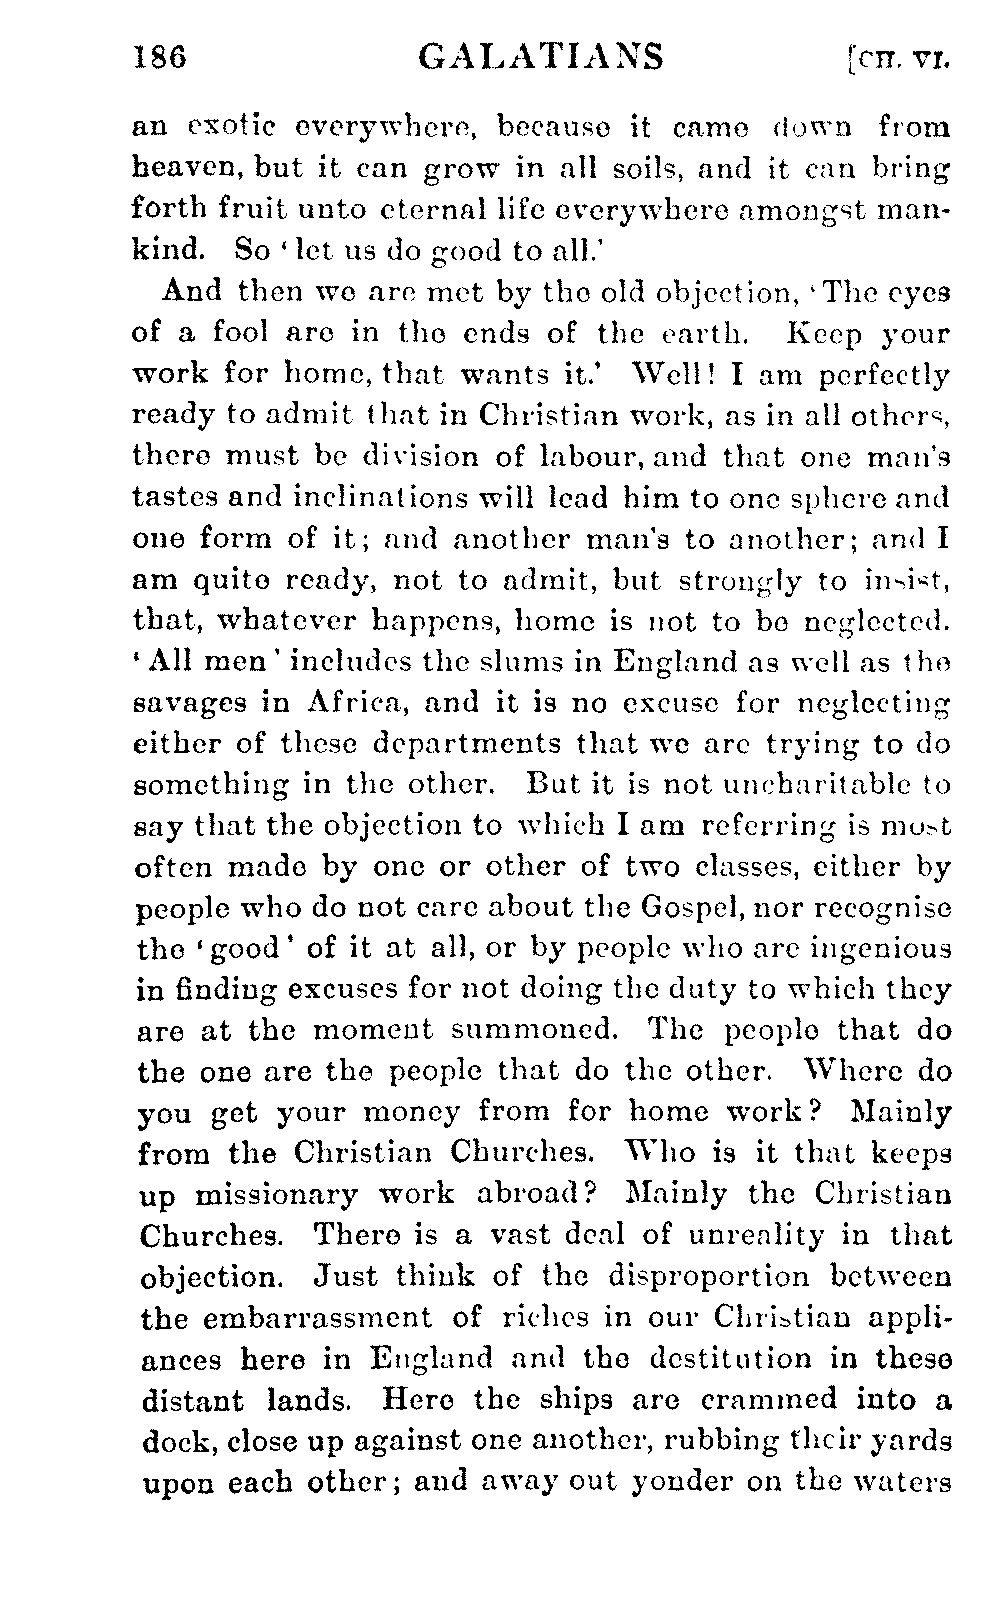 186 GALATIANS [CH. VI.
an exotic everywhere, because it came down from
heaven, but it can grow in all soils, and it can bring
forth fruit unto eternal life everywhere amongst man-
kind. So ‘let us do good to all.’
And then we are met by the old objection, ‘The eyes
of a fool are in the ends of the earth. Keep your
work for home, that wants it.’ Well! I am perfectly
ready to admit that in Christian work, as in all others,
there must be division of labour, and that one man’s
tastes and inclinations will lead him to one sphere and
one form of it; and another man’s to another; and I
am quite ready, not to admit, but strongly to insist,
that, whatever happens, home is not to be neglected.
‘All men’ includes the slums in England as well as the
savages in Africa, and it is no excuse for neglecting
either of these departments that we are trying to do
something in the other. But it is not uncharitable to
say that the objection to which I am referring is most
often made by one or other of two classes, either by
people who do not care about the Gospel, nor recognise
the ‘good’ of it at all, or by people who are ingenious
in finding excuses for not doing the duty to which they
are at the moment summoned. The people that do
the one are the people that do the other. Where do
you get your money from for home work? Mainly
from the Christian Churches. Who is it that keeps
up missionary work abroad? Mainly the Christian
Churches. There is a vast deal of unreality in that
objection. Just think of the disproportion between
the embarrassment of riches in our Christian appli-
ances here in England and the destitution in these
distant lands. Here the ships are crammed into a
dock, close up against one another, rubbing their yards
upon each other; and away out yonder on the waters